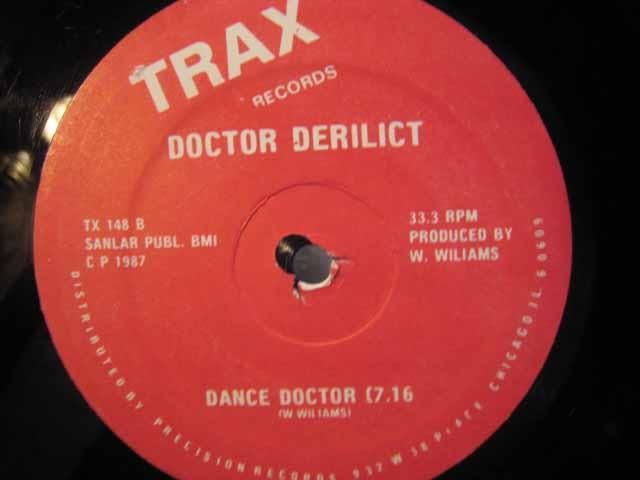 TRAX
RECORDS
DOCTOR DERILICT
TX 148 B
SANLAR PUBL. BMI
C P 1987
33.3 RPM
PRODUCED BY
W. WILIAMS
DANCE DOCTOR (7.16
(W WILIAMS)
DISTRIBUTED BY PRECISION RECORDS 932 W 38 PLACE CHICAGO IL. 60609